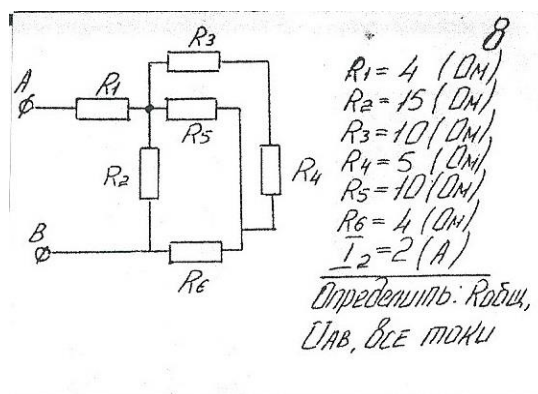 8
R3
A
R1
R5
R2
R4
B
R6
R1 = 4 (Ом)
R2 = 15 (Ом)
R3 = 10 (Ом)
R4 = 5 (Ом)
R5 = 10 (Ом)
R6 = 4 (Ом)
I2 = 2 (А)
Определить: Rобщ,
UАВ, все токи